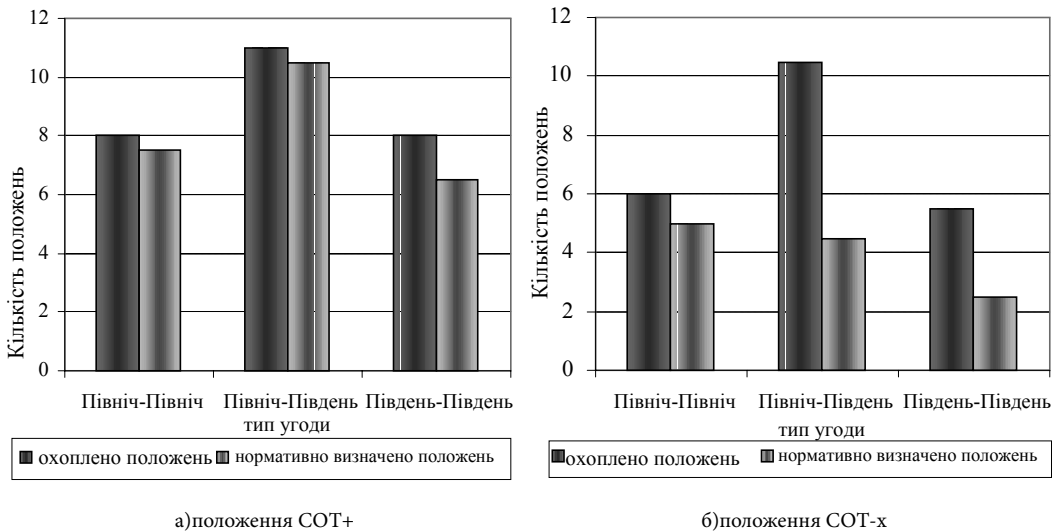 12
10
8
6
4
2
0
Кількість положень
Північ-Північ
Північ-Південь
Південь-Південь
тип угоди
охоплено положень
нормативно визначено положень
а)положення СОТ+
12
10
8
6
4
2
0
Кількість положень
Північ-Північ
Північ-Південь
Південь-Південь
тип угоди
охоплено положень
нормативно визначено положень
б)положення СОТ-х